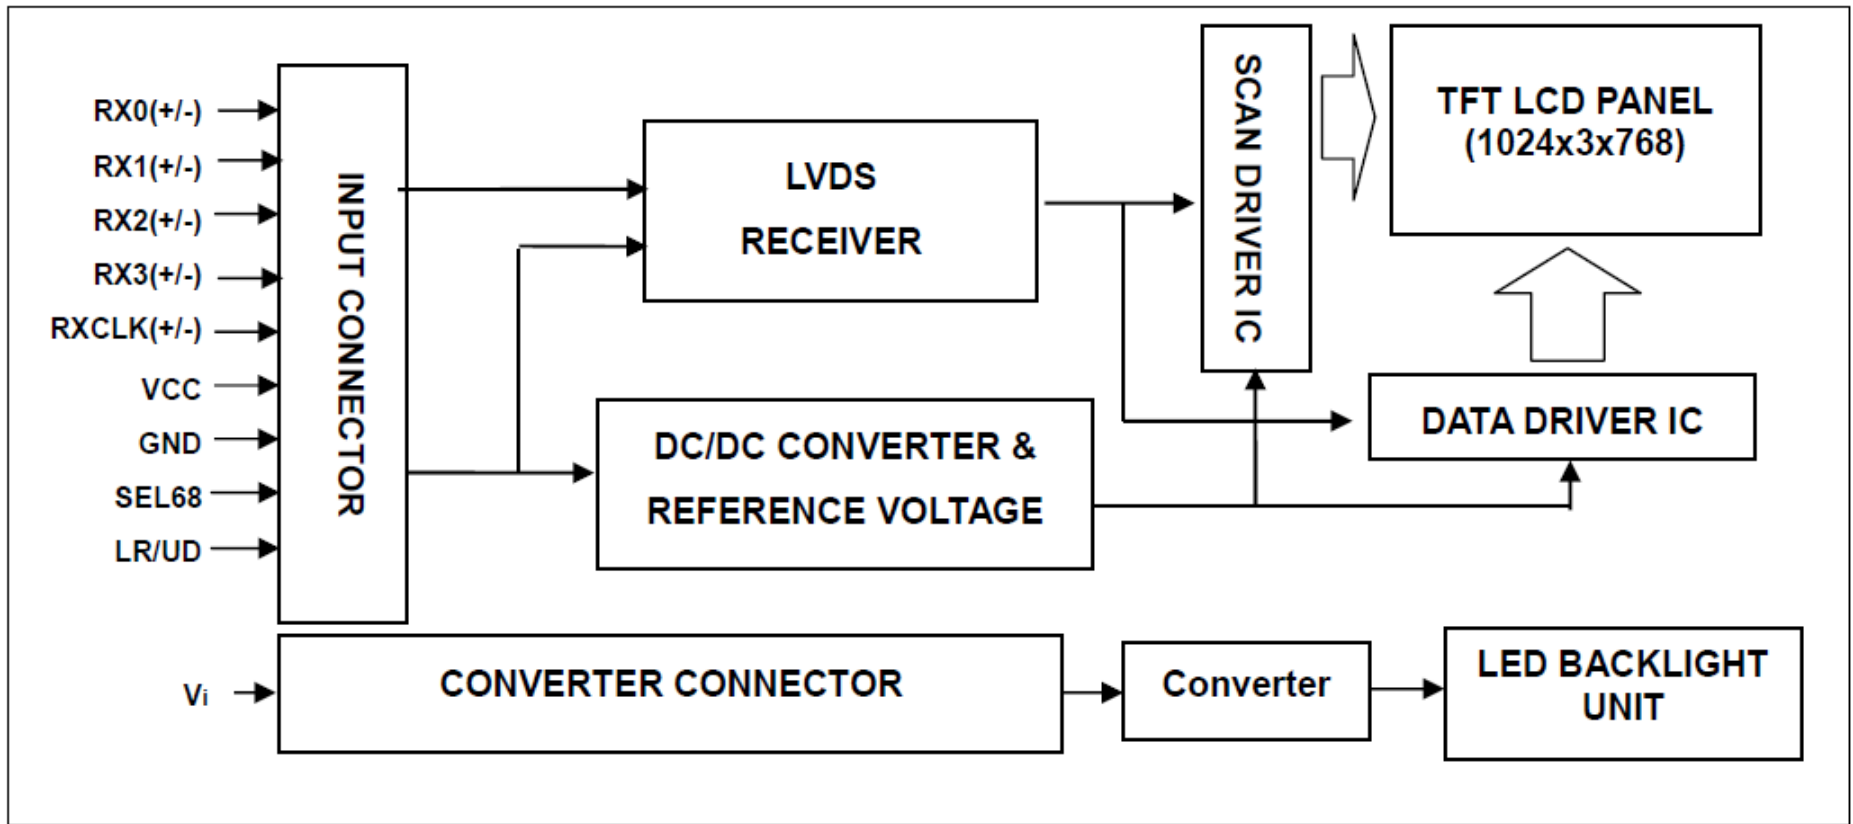 RX0(+/-)
RX1(+/-)
RX2(+/-)
RX3(+/-)
RXCLK(+/-)
VCC
GND
SEL68
LR/UD
INPUT CONNECTOR
LVDS
RECEIVER
DC/DC CONVERTER &
REFERENCE VOLTAGE
SCAN DRIVER IC
TFT LCD PANEL
(1024x3x768)
DATA DRIVER IC
Vi
CONVERTER CONNECTOR
Converter
LED BACKLIGHT
UNIT